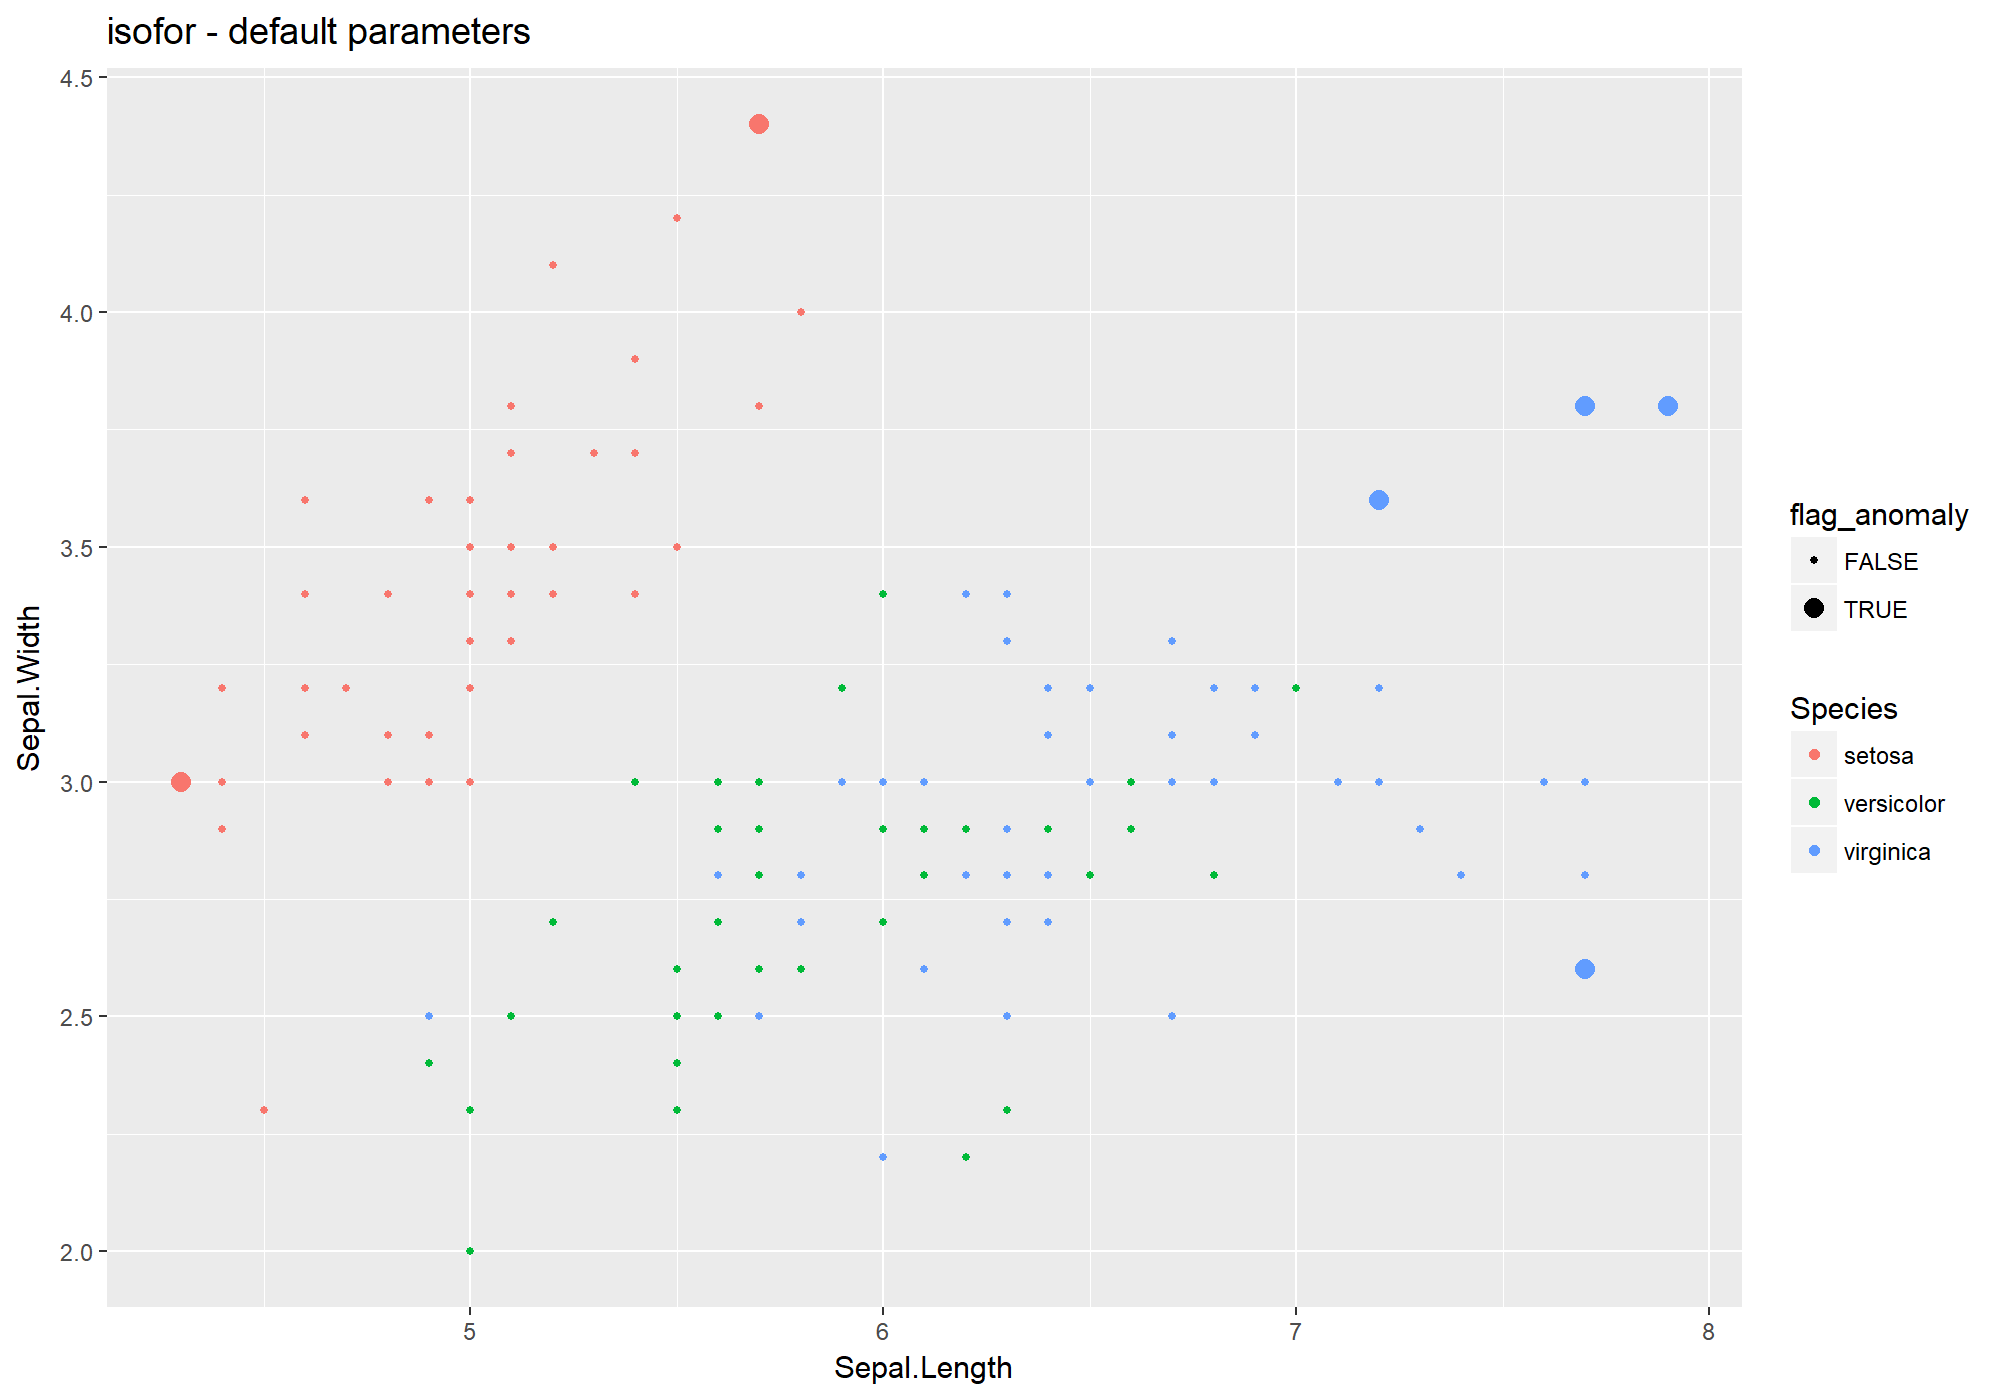 isofor - default parameters
4.5
4.0
3.5
3.0
2.5
2.0
Sepal.Width
5
6
7
8
Sepal.Length
flag_anomaly
FALSE
TRUE
Species
setosa
versicolor
virginica